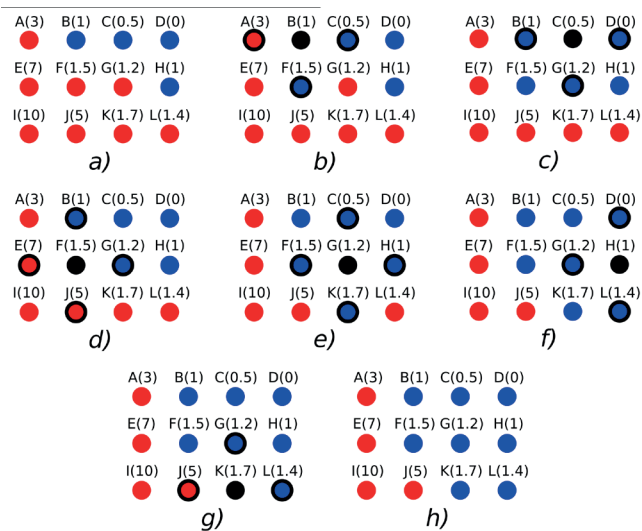 A(3) B(1) C(0.5) D(0)
E(7) F(1.5) G(1.2) H(1)
I(10) J(5) K(1.7) L(1.4)
a)
A(3) B(1) C(0.5) D(0)
E(7) F(1.5) G(1.2) H(1)
I(10) J(5) K(1.7) L(1.4)
b)
A(3) B(1) C(0.5) D(0)
E(7) F(1.5) G(1.2) H(1)
I(10) J(5) K(1.7) L(1.4)
c)
A(3) B(1) C(0.5) D(0)
E(7) F(1.5) G(1.2) H(1)
I(10) J(5) K(1.7) L(1.4)
d)
A(3) B(1) C(0.5) D(0)
E(7) F(1.5) G(1.2) H(1)
I(10) J(5) K(1.7) L(1.4)
e)
A(3) B(1) C(0.5) D(0)
E(7) F(1.5) G(1.2) H(1)
I(10) J(5) K(1.7) L(1.4)
f)
A(3) B(1) C(0.5) D(0)
E(7) F(1.5) G(1.2) H(1)
I(10) J(5) K(1.7) L(1.4)
g)
A(3) B(1) C(0.5) D(0)
E(7) F(1.5) G(1.2) H(1)
I(10) J(5) K(1.7) L(1.4)
h)